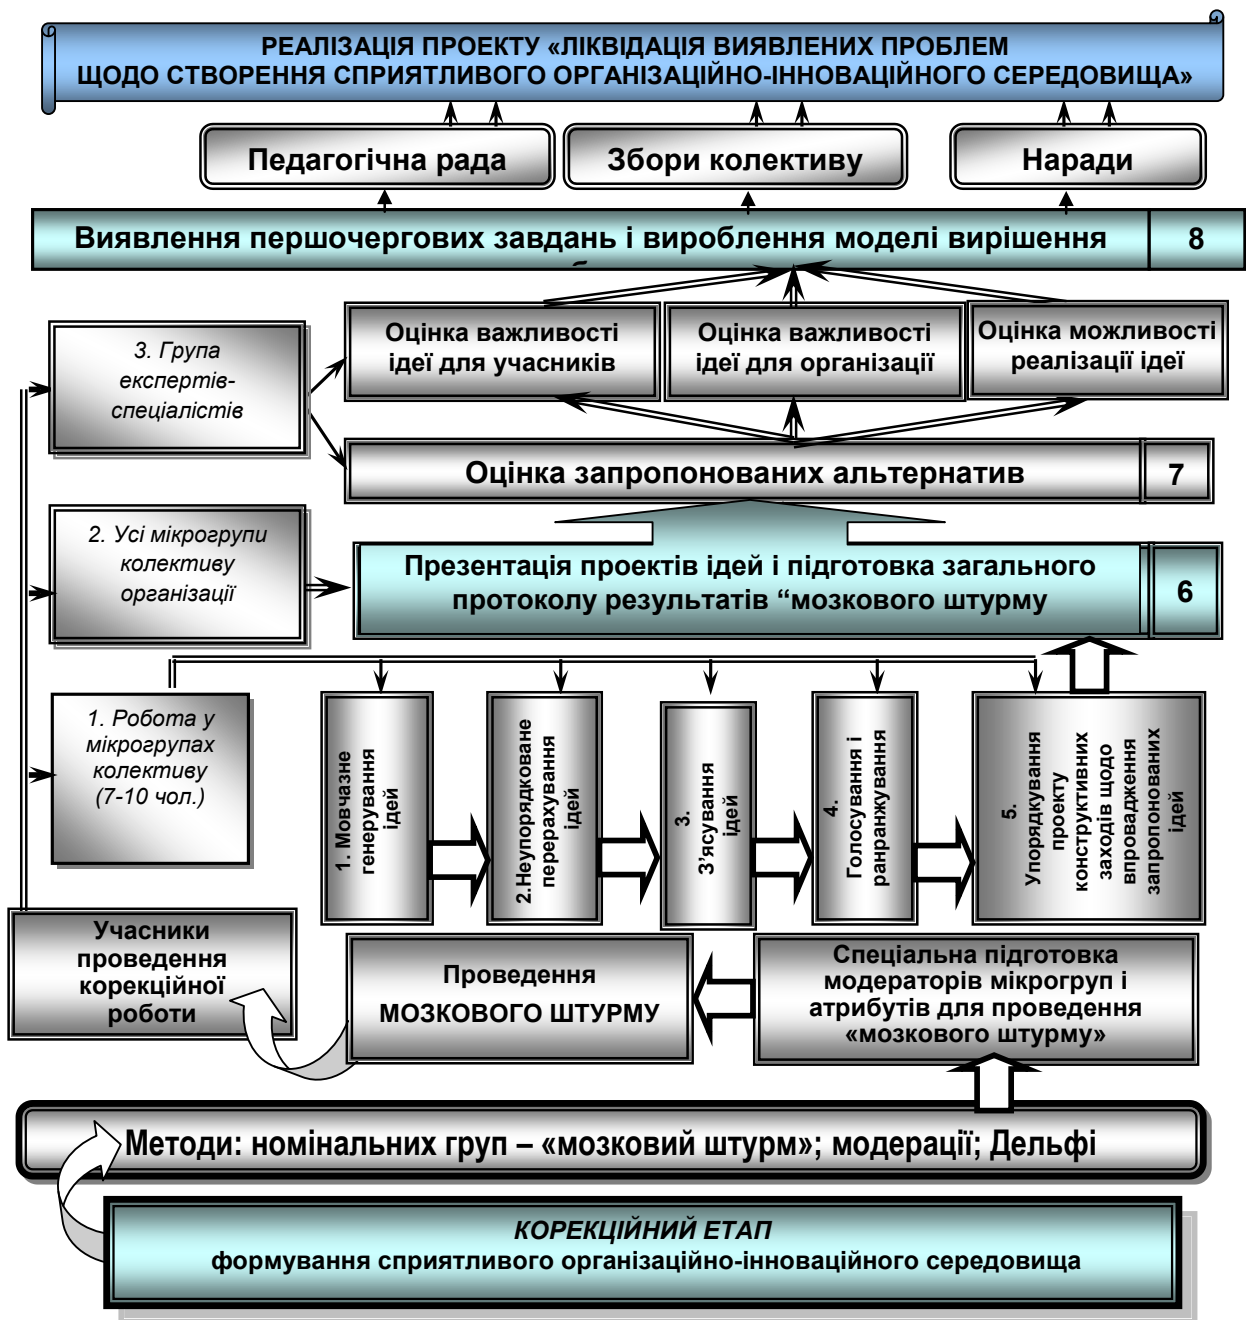 РЕАЛІЗАЦІЯ ПРОЕКТУ «ЛІКВІДАЦІЯ ВИЯВЛЕНИХ ПРОБЛЕМ
ЩОДО СТВОРЕННЯ СПРИЯТЛИВОГО ОРГАНІЗАЦІЙНО-ІННОВАЦІЙНОГО СЕРЕДОВИЩА»
Педагогічна рада
Збори колективу
Наради
Виявлення першочергових завдань і вироблення моделі вирішення
8
3. Група
експертів-
спеціалістів
Оцінка важливості
ідеї для учасників
Оцінка важливості
ідеї для організації
Оцінка можливості
реалізації ідеї
Оцінка запропонованих альтернатив
7
2. Усі мікрогрупи
колективу
організації
Презентація проектів ідей і підготовка загального
протоколу результатів “мозкового штурму
6
1. Робота у
мікрогрупах
колективу
(7-10 чол.)
1. Мовчазне
генерування
ідей
2.Неупорядковане
перерахування
ідей
3.
З’ясування
ідей
4.
Голосування і
ранранжування
5.
Упорядкування
проекту
конструктивних
заходів щодо
впровадження
запропонованих
ідей
Учасники
проведення
корекційної
роботи
Проведення
МОЗКОВОГО ШТУРМУ
Спеціальна підготовка
модераторів мікрогруп і
атрибутів для проведення
«мозкового штурму»
Методи: номінальних груп – «мозковий штурм»; модерації; Дельфі
КОРЕКЦІЙНИЙ ЕТАП
формування сприятливого організаційно-інноваційного середовища